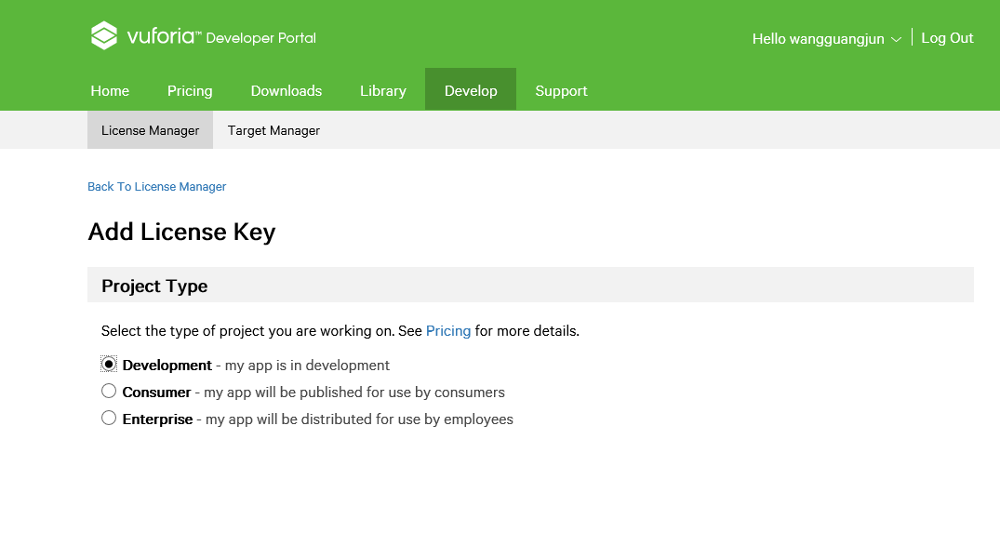 vuforia™ Developer Portal
Hello wangguangjun | Log Out
Home Pricing Downloads Library Develop Support
License Manager Target Manager
Back To License Manager
Add License Key
Project Type
Select the type of project you are working on. See Pricing for more details.
Development - my app is in development
Consumer - my app will be published for use by consumers
Enterprise - my app will be distributed for use by employees